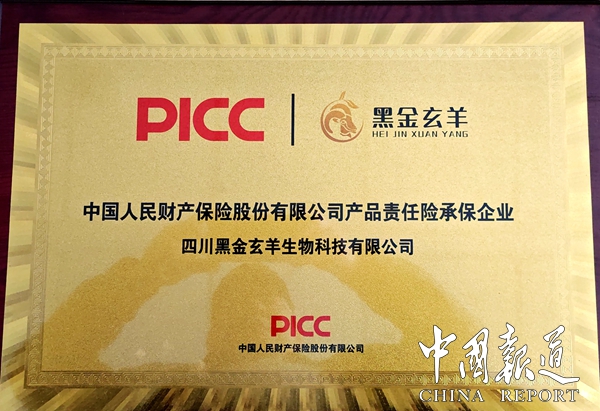 PICC
黑金玄羊
HEI JIN XUAN YANG
中国人民财产保险股份有限公司产品责任险承保企业
四川黑金玄羊生物科技有限公司
PICC
中国人民财产保险股份有限公司
中國報道
CHINA REPORT